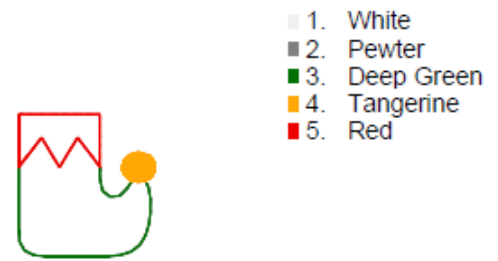 1. White
2. Pewter
3. Deep Green
4. Tangerine
5. Red